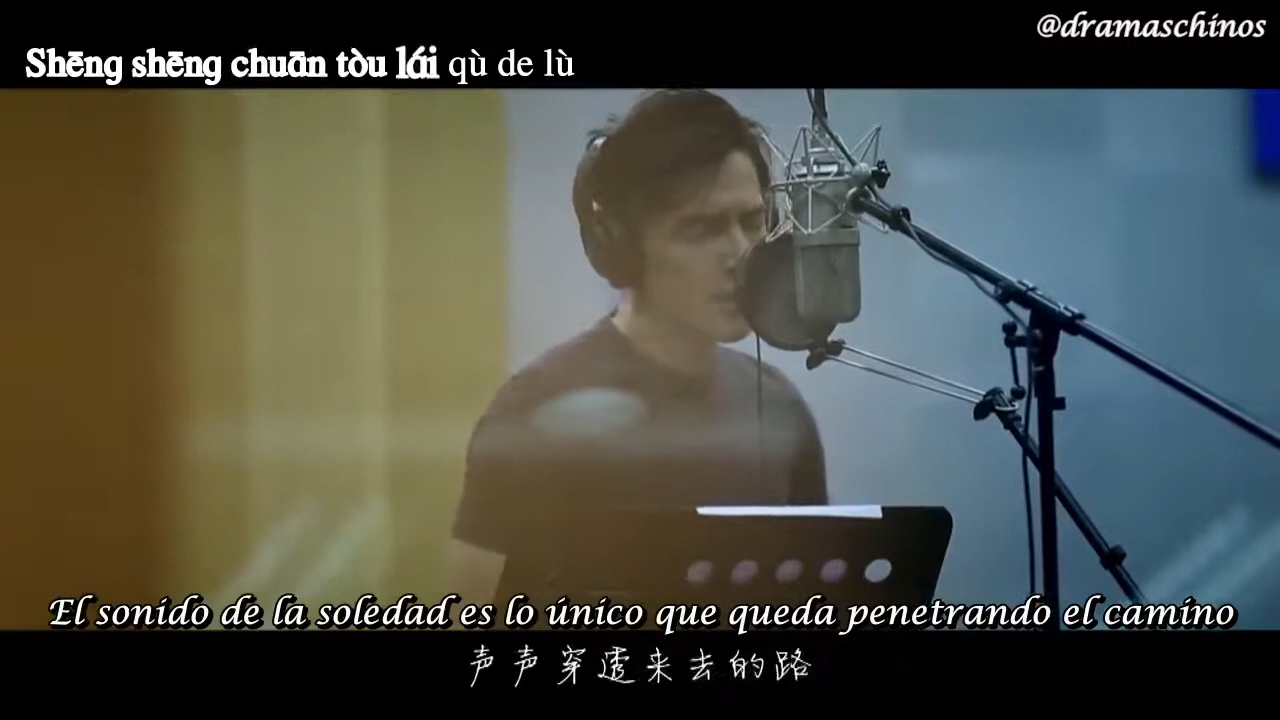 @dramaschinos
Shēng shēng chuān tòu lái qù de lù
El sonido de la soledad es lo único que queda penetrando el camino
声声穿透来去的路